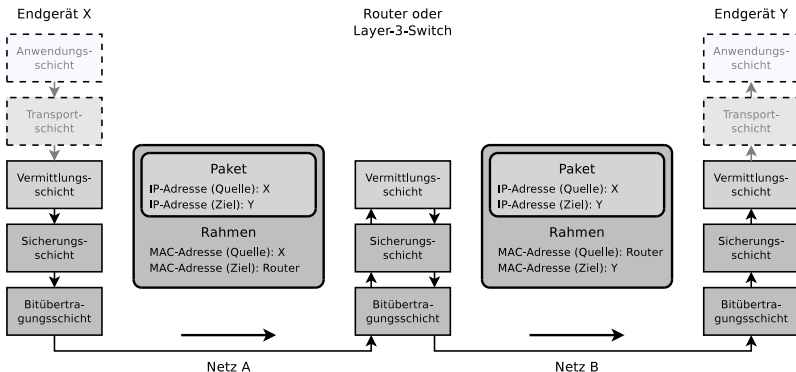 Endgerät X
Router oder
Layer-3-Switch
Endgerät Y
Anwendungs-
schicht
Transport-
schicht
Vermittlungs-
schicht
Sicherungs-
schicht
Bitübertra-
gungsschicht
Paket
IP-Adresse (Quelle): X
IP-Adresse (Ziel): Y
Rahmen
MAC-Adresse (Quelle): X
MAC-Adresse (Ziel): Router
Netz A
Vermittlungs-
schicht
Sicherungs-
schicht
Bitübertra-
gungsschicht
Paket
IP-Adresse (Quelle): X
IP-Adresse (Ziel): Y
Rahmen
MAC-Adresse (Quelle): Router
MAC-Adresse (Ziel): Y
Netz B
Anwendungs-
schicht
Transport-
schicht
Vermittlungs-
schicht
Sicherungs-
schicht
Bitübertra-
gungsschicht